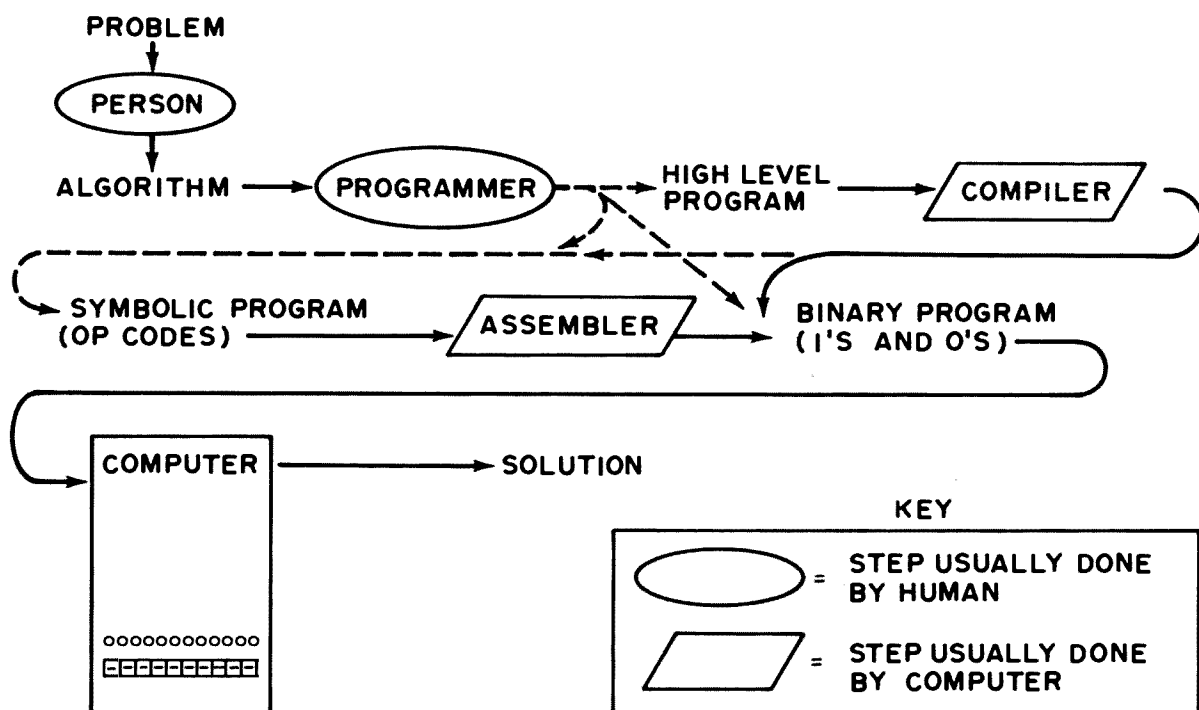 PROBLEM
PERSON
ALGORITHM
PROGRAMMER
HIGH LEVEL
PROGRAM
COMPILER
SYMBOLIC PROGRAM
(OP CODES)
ASSEMBLER
BINARY PROGRAM
(1'S AND 0'S)
COMPUTER
SOLUTION
KEY
= STEP USUALLY DONE
BY HUMAN
= STEP USUALLY DONE
BY COMPUTER